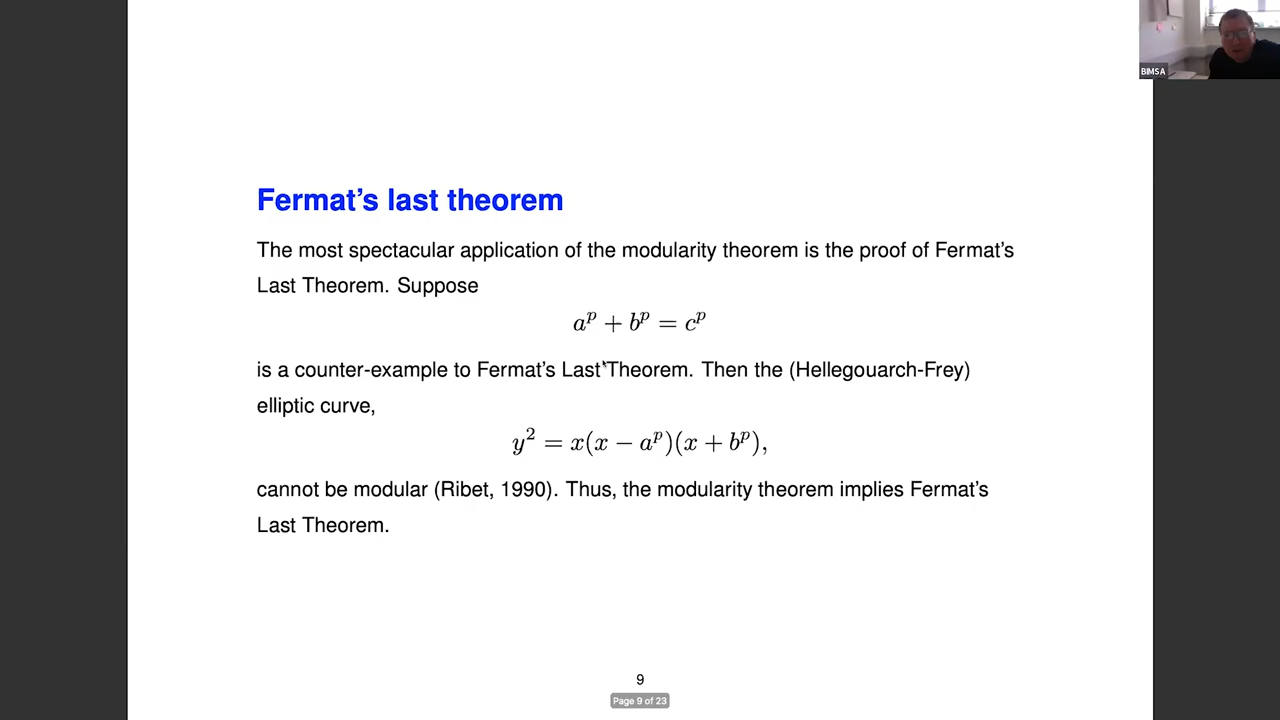 BIMSA
Fermat's last theorem
The most spectacular application of the modularity theorem is the proof of Fermat's
Last Theorem. Suppose
a^p + b^p = c^p
is a counter-example to Fermat's Last Theorem. Then the (Hellegouarch-Frey)
elliptic curve,
y^2 = x(x − a^p)(x + b^p),
cannot be modular (Ribet, 1990). Thus, the modularity theorem implies Fermat's
Last Theorem.
9
Page 9 of 23